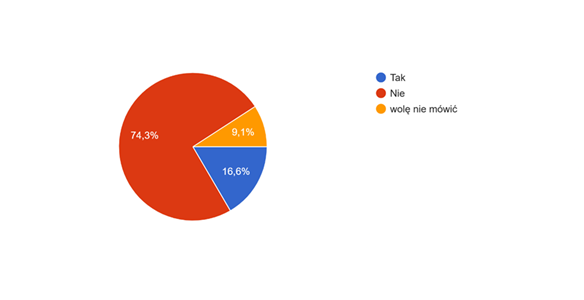 Tak
Nie
wolę nie mówić
74,3%
9,1%
16,6%